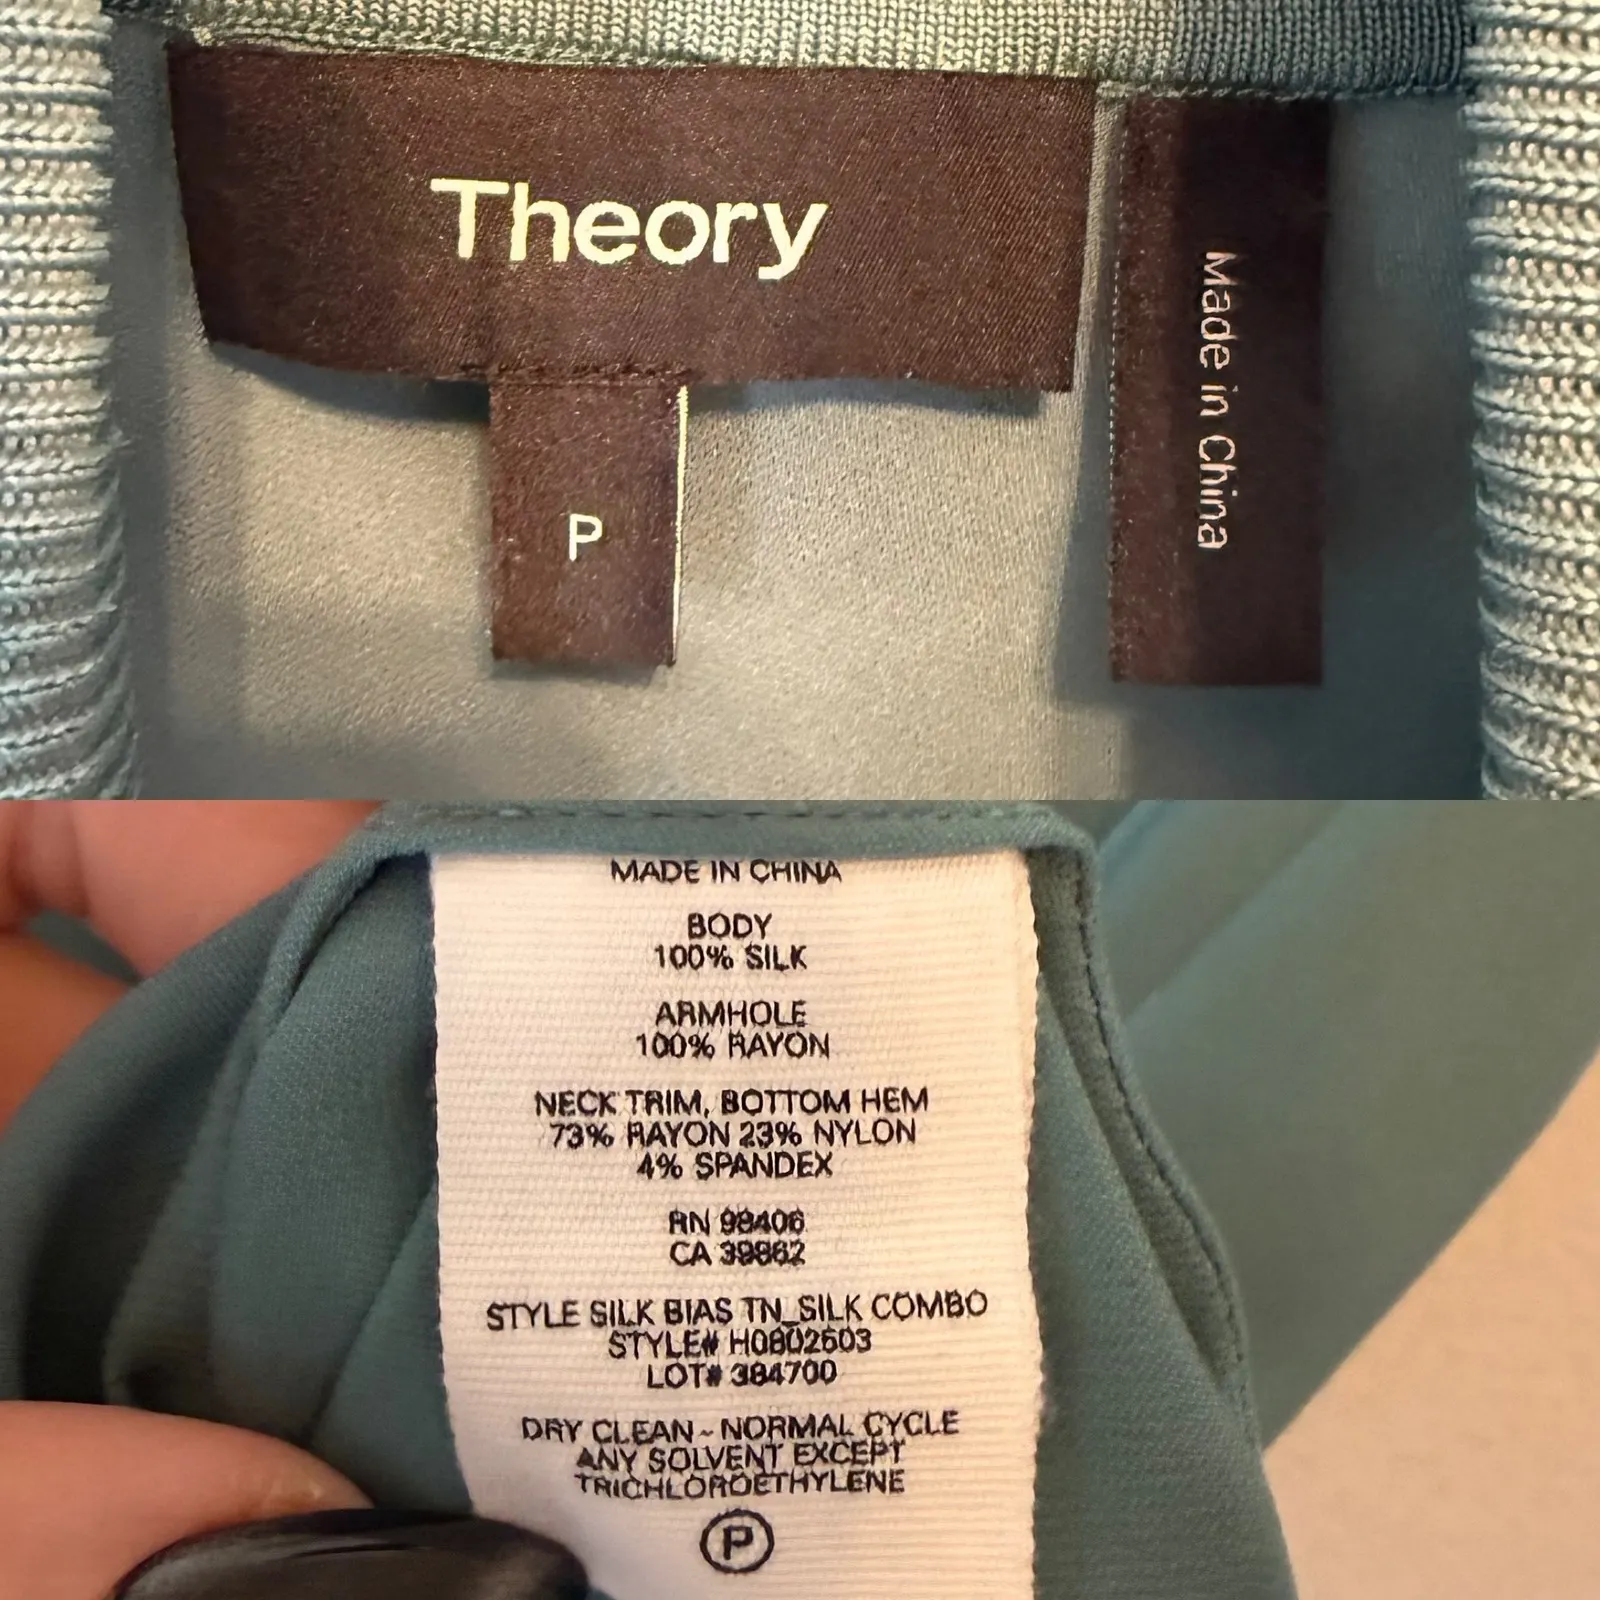 Theory
P
Made in China
MADE IN CHINA
BODY
100% SILK
ARMHOLE
100% RAYON
NECK TRIM, BOTTOM HEM
73% RAYON 23% NYLON
4% SPANDEX
RN 98406
CA 39862
STYLE SILK BIAS TN_SILK COMBO
STYLE# H0802503
LOT# 384700
DRY CLEAN ~ NORMAL CYCLE
ANY SOLVENT EXCEPT
TRICHLOROETHYLENE
P